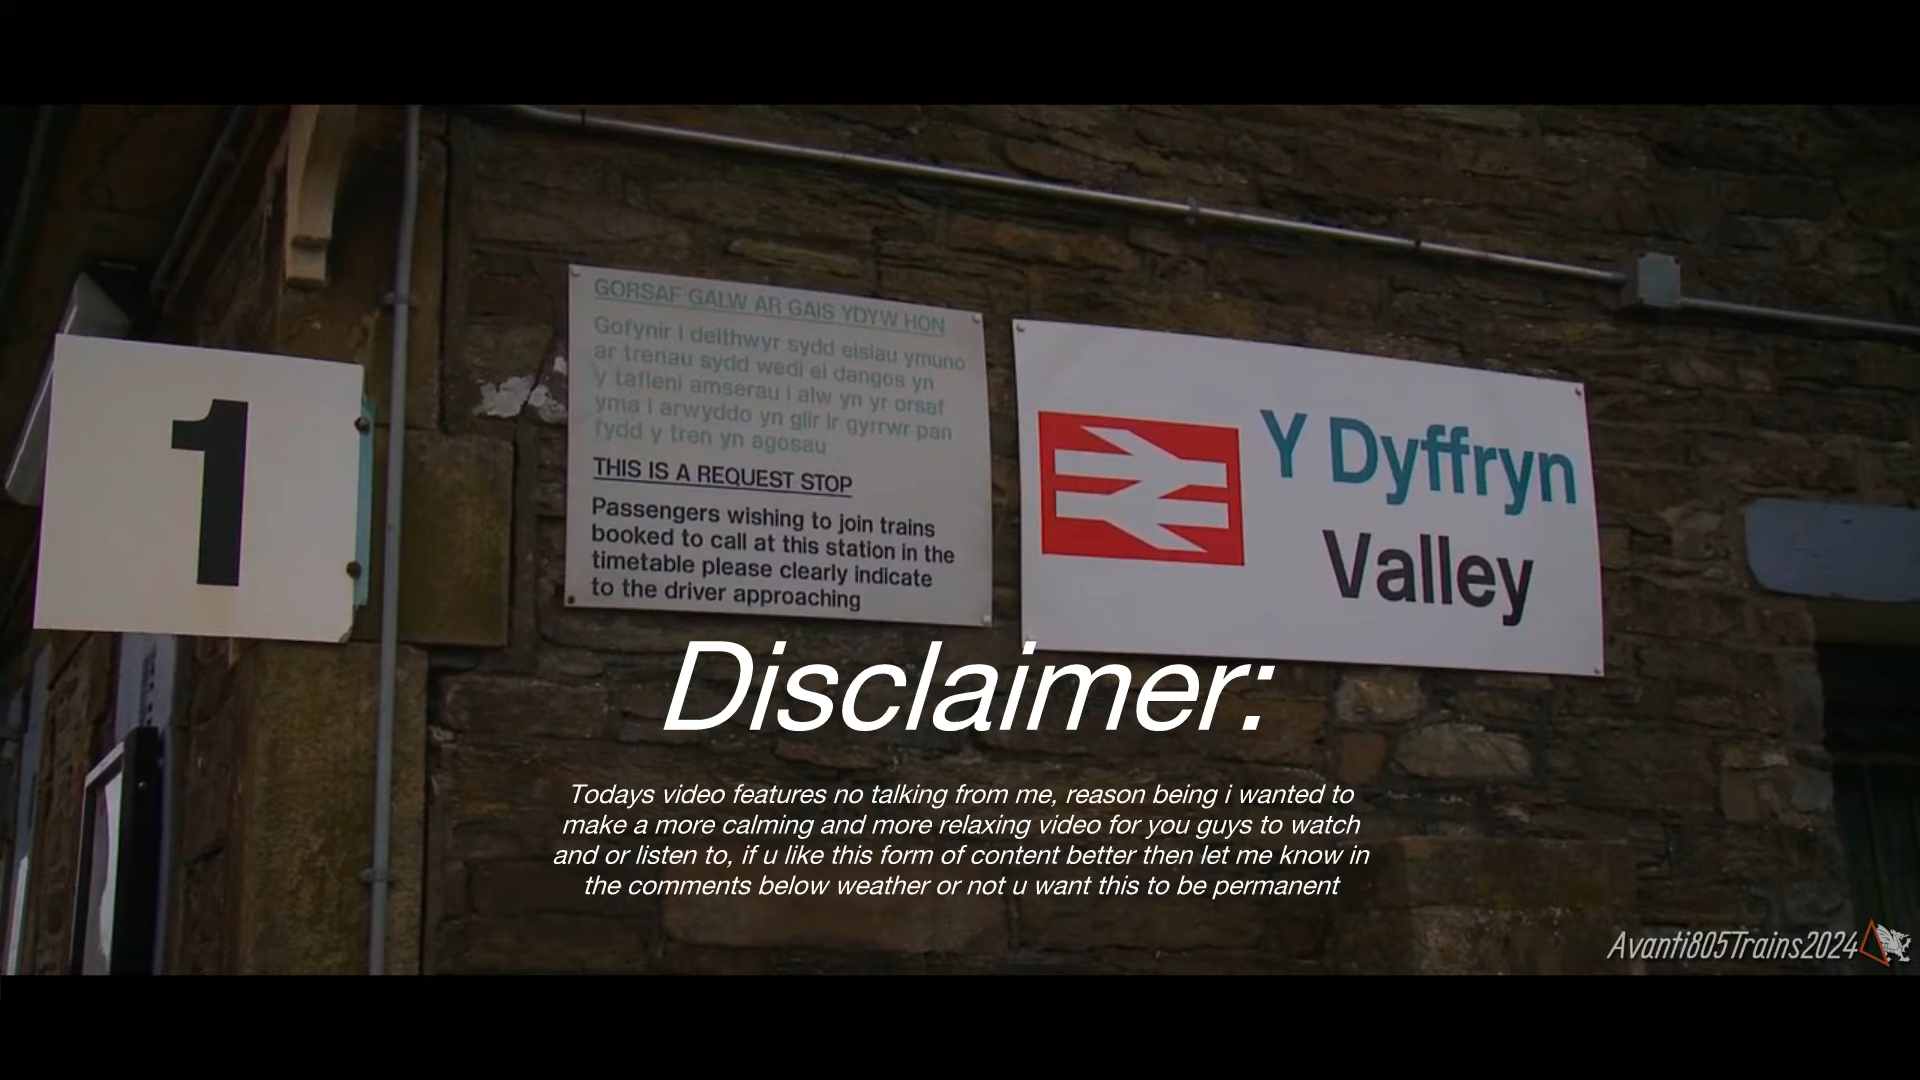 1
GORSAF GALW AR GAIS YDYW HON
Gofynir i deithwyr sydd eisiau ymuno
ar trenau sydd wedi ei dangos yn
y tafleni amserau i alw yn yr orsaf
yma i arwyddo yn glir ir gyrrwr pan
fydd y tren yn agosau
THIS IS A REQUEST STOP
Passengers wishing to join trains
booked to call at this station in the
timetable please clearly indicate
to the driver approaching
Y Dyffryn
Valley
Disclaimer:
Todays video features no talking from me, reason being i wanted to
make a more calming and more relaxing video for you guys to watch
and or listen to, if u like this form of content better then let me know in
the comments below weather or not u want this to be permanent
Avanti805Trains2024